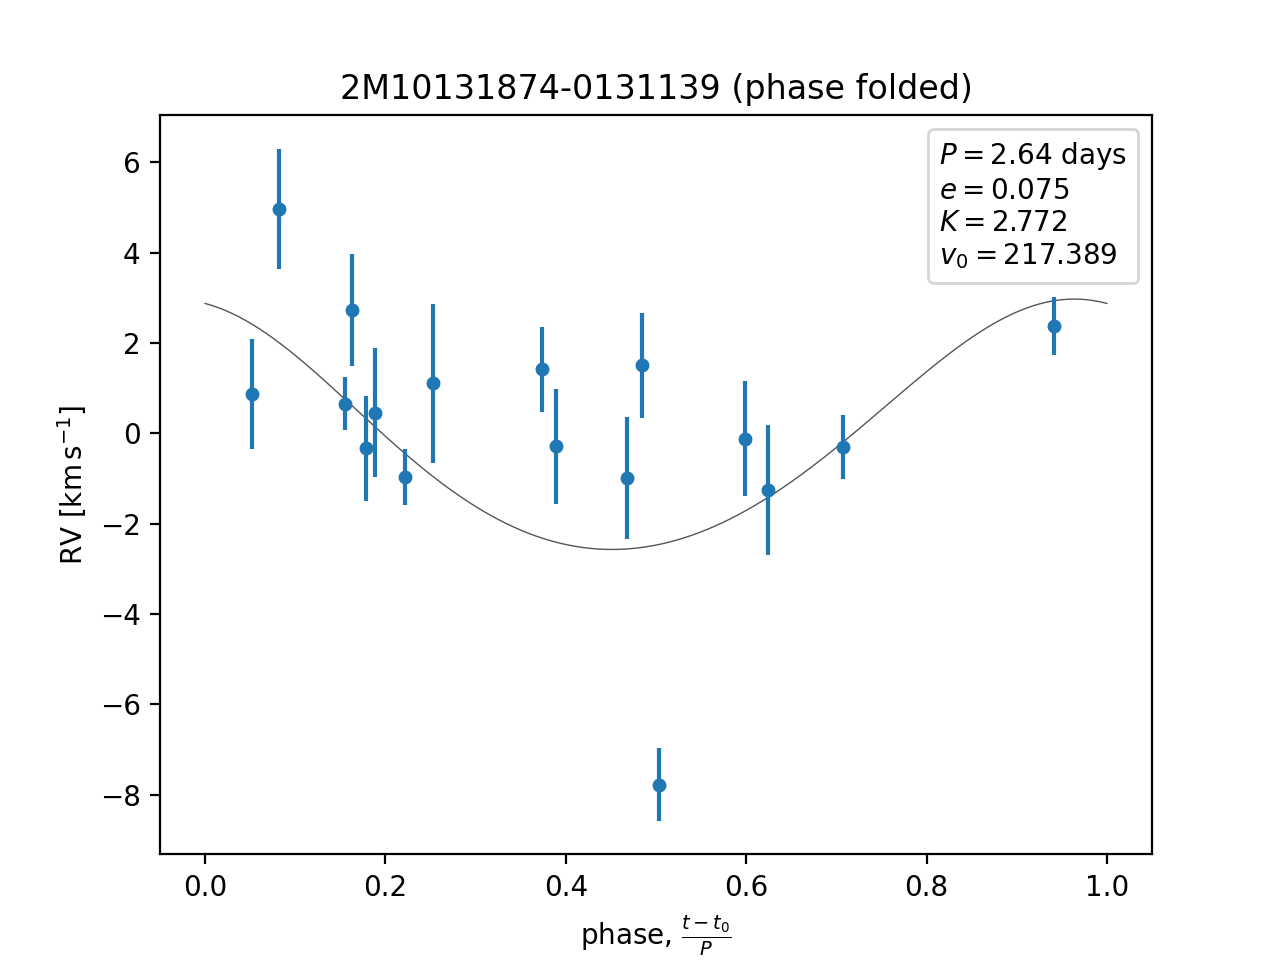 2M10131874-0131139 (phase folded)
P = 2.64 days
e = 0.075
K = 2.772
v₀ = 217.389
6
4
2
0
−2
−4
−6
−8
RV [km s⁻¹]
0.0 0.2 0.4 0.6 0.8 1.0
phase, (t − t₀)/P